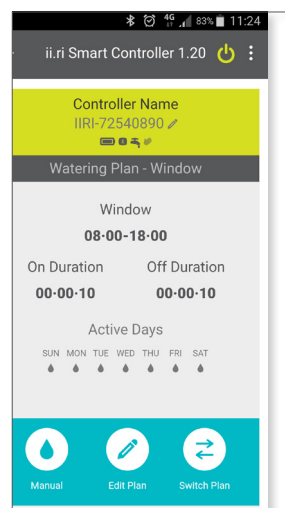 4G 83% 11:24
ii.ri Smart Controller 1.20
Controller Name
IIRI-72540890
Watering Plan - Window
Window
08·00-18·00
On Duration Off Duration
00·00·10 00·00·10
Active Days
SUN MON TUE WED THU FRI SAT
Manual Edit Plan Switch Plan